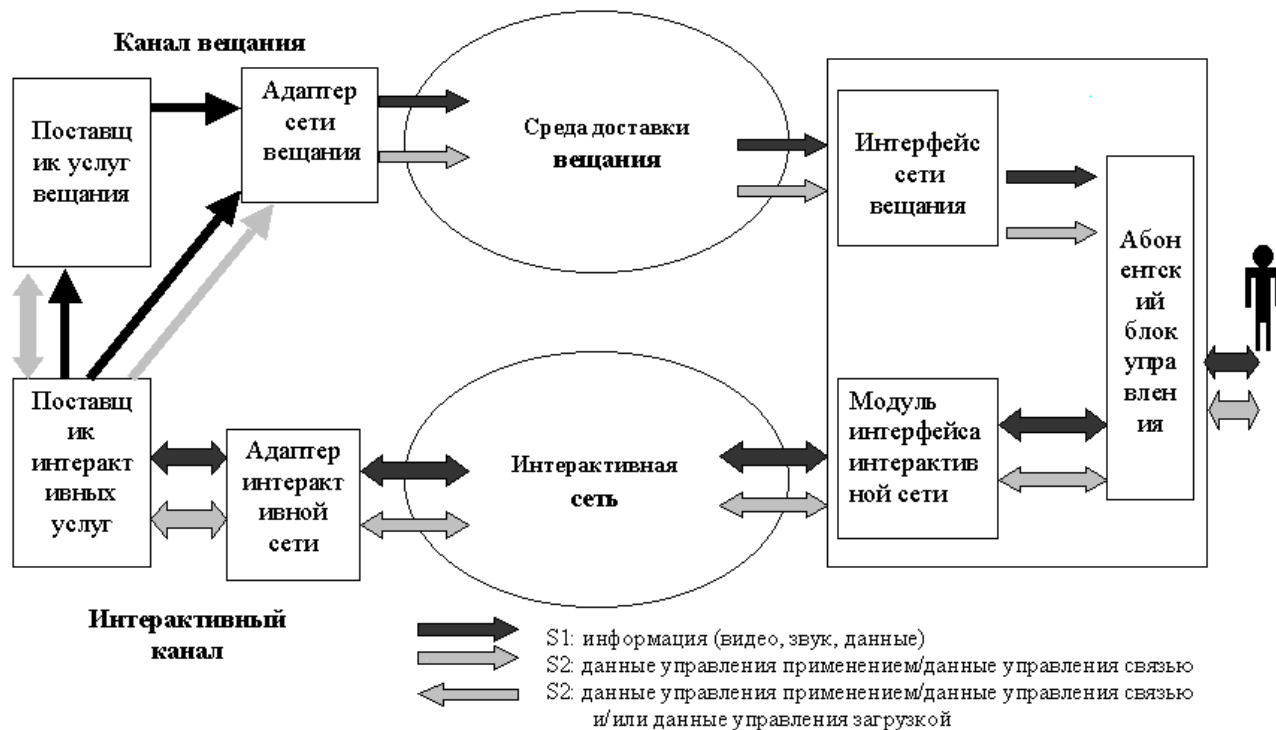 Канал вещания
Поставщ
ик услуг
вещания
Адаптер
сети
вещания
Среда доставки
вещания
Интерфейс
сети
вещания
Абон
ентск
ий
блок
упра
влен
ия
Поставщ
ик
интеракт
ивных
услуг
Адаптер
интеракт
ивной
сети
Интерактивная
сеть
Модуль
интерфейса
интерактив
ной сети
Интерактивный
канал
S1: информация (видео, звук, данные)
S2: данные управления применением/данные управления связью
S2: данные управления применением/данные управления связью
и/или данные управления загрузкой